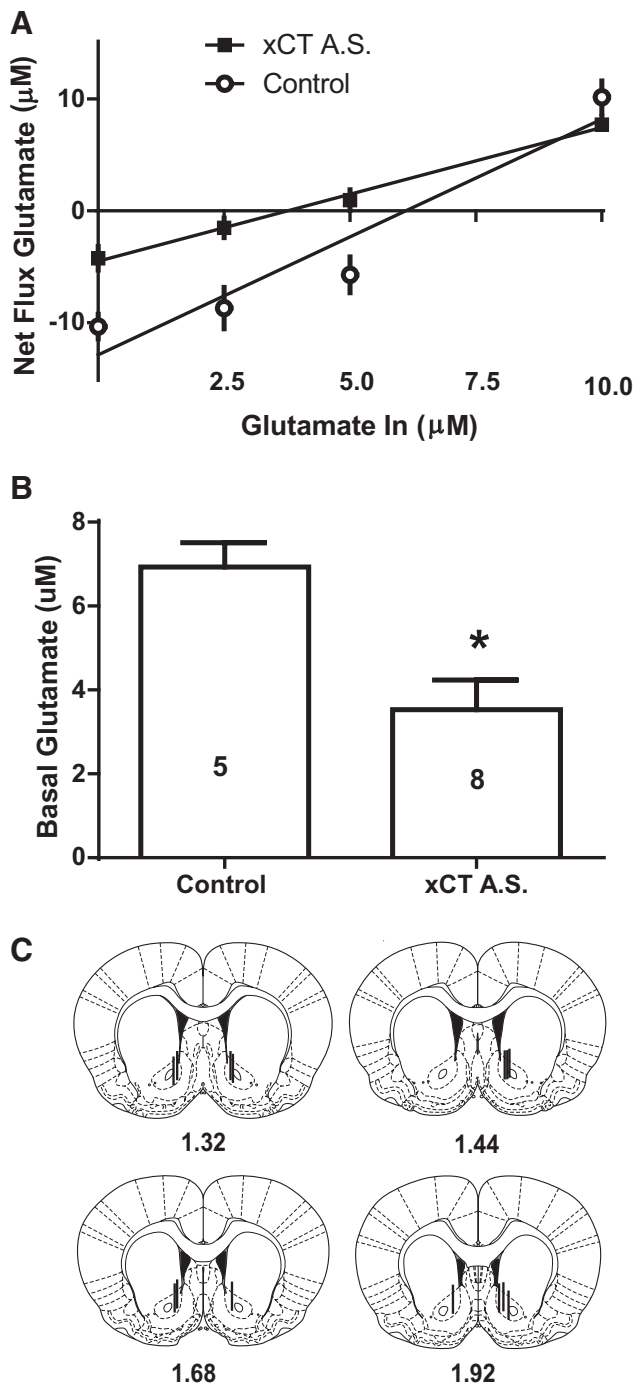 A
xCT A.S.
Control
Net Flux Glutamate (μM)
10
0
-10
2.5 5.0 7.5 10.0
Glutamate In (μM)
B
Basal Glutamate (uM)
8
6
4
2
0
*
5
8
Control xCT A.S.
C
1.32 1.44
1.68 1.92